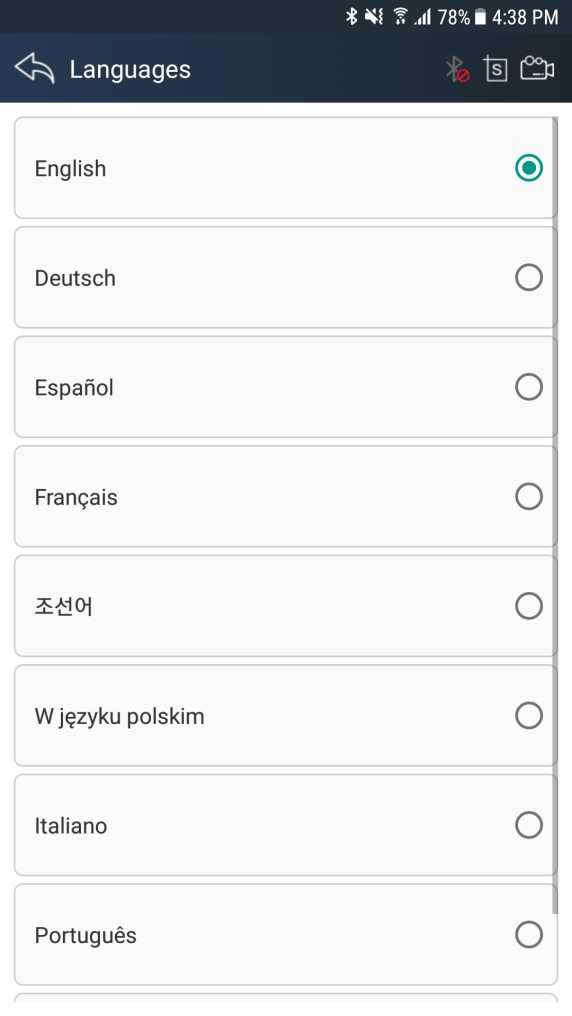 78% 4:38 PM
Languages
S
English
Deutsch
Español
Français
조선어
W języku polskim
Italiano
Português